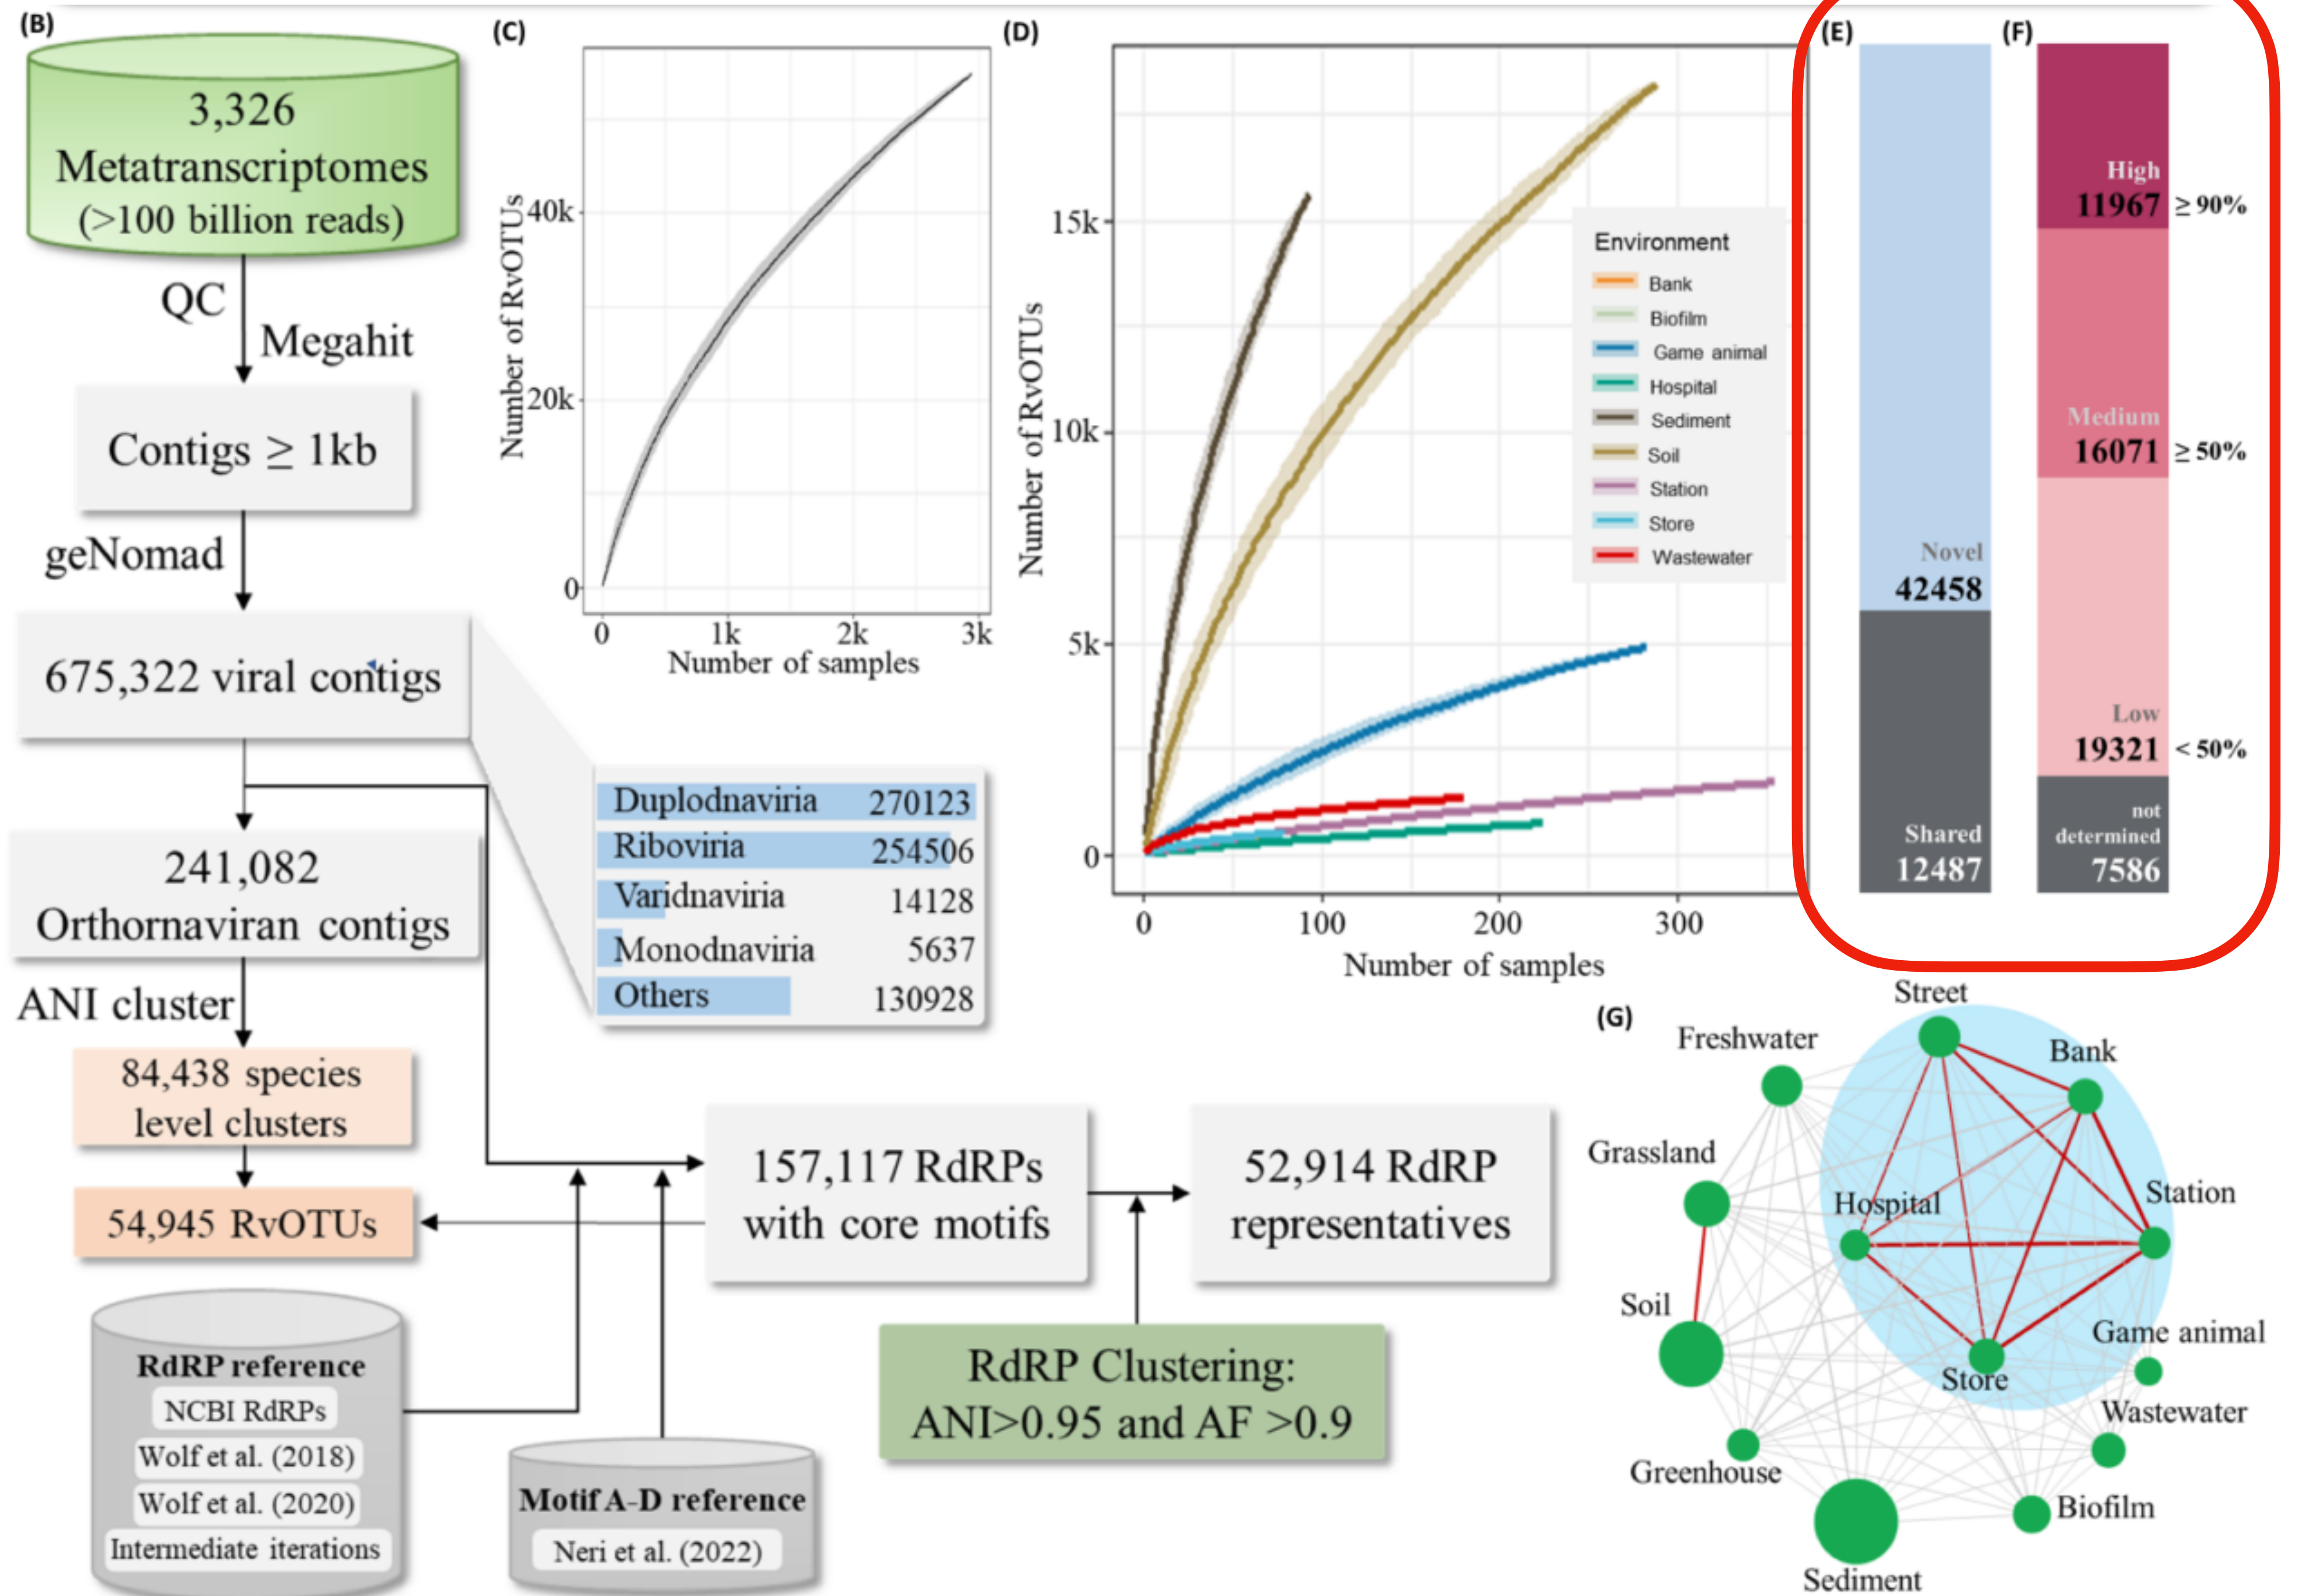 (B)
3,326
Metatranscriptomes
(>100 billion reads)
QC
Megahit
Contigs ≥ 1kb
geNomad
675,322 viral contigs
Duplodnaviria 270123
Riboviria 254506
Varidnaviria 14128
Monodnaviria 5637
Others 130928
241,082
Orthornaviran contigs
ANI cluster
84,438 species
level clusters
54,945 RvOTUs
157,117 RdRPs
with core motifs
52,914 RdRP
representatives
RdRP Clustering:
ANI>0.95 and AF >0.9
RdRP reference
NCBI RdRPs
Wolf et al. (2018)
Wolf et al. (2020)
Intermediate iterations
Motif A-D reference
Neri et al. (2022)
(C)
Number of RvOTUs
40k
20k
0
0 1k 2k 3k
Number of samples
(D)
Number of RvOTUs
15k
10k
5k
0
0 100 200 300
Number of samples
Environment
Bank
Biofilm
Game animal
Hospital
Sediment
Soil
Station
Store
Wastewater
(E)
Novel
42458
Shared
12487
(F)
High
11967 ≥ 90%
Medium
16071 ≥ 50%
Low
19321 < 50%
not
determined
7586
(G)
Street
Freshwater
Bank
Grassland
Hospital
Station
Soil
Game animal
Store
Wastewater
Greenhouse
Biofilm
Sediment